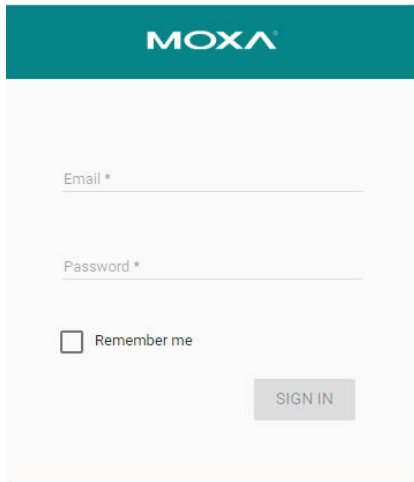 MOXA®
Email *
Password *
Remember me
SIGN IN